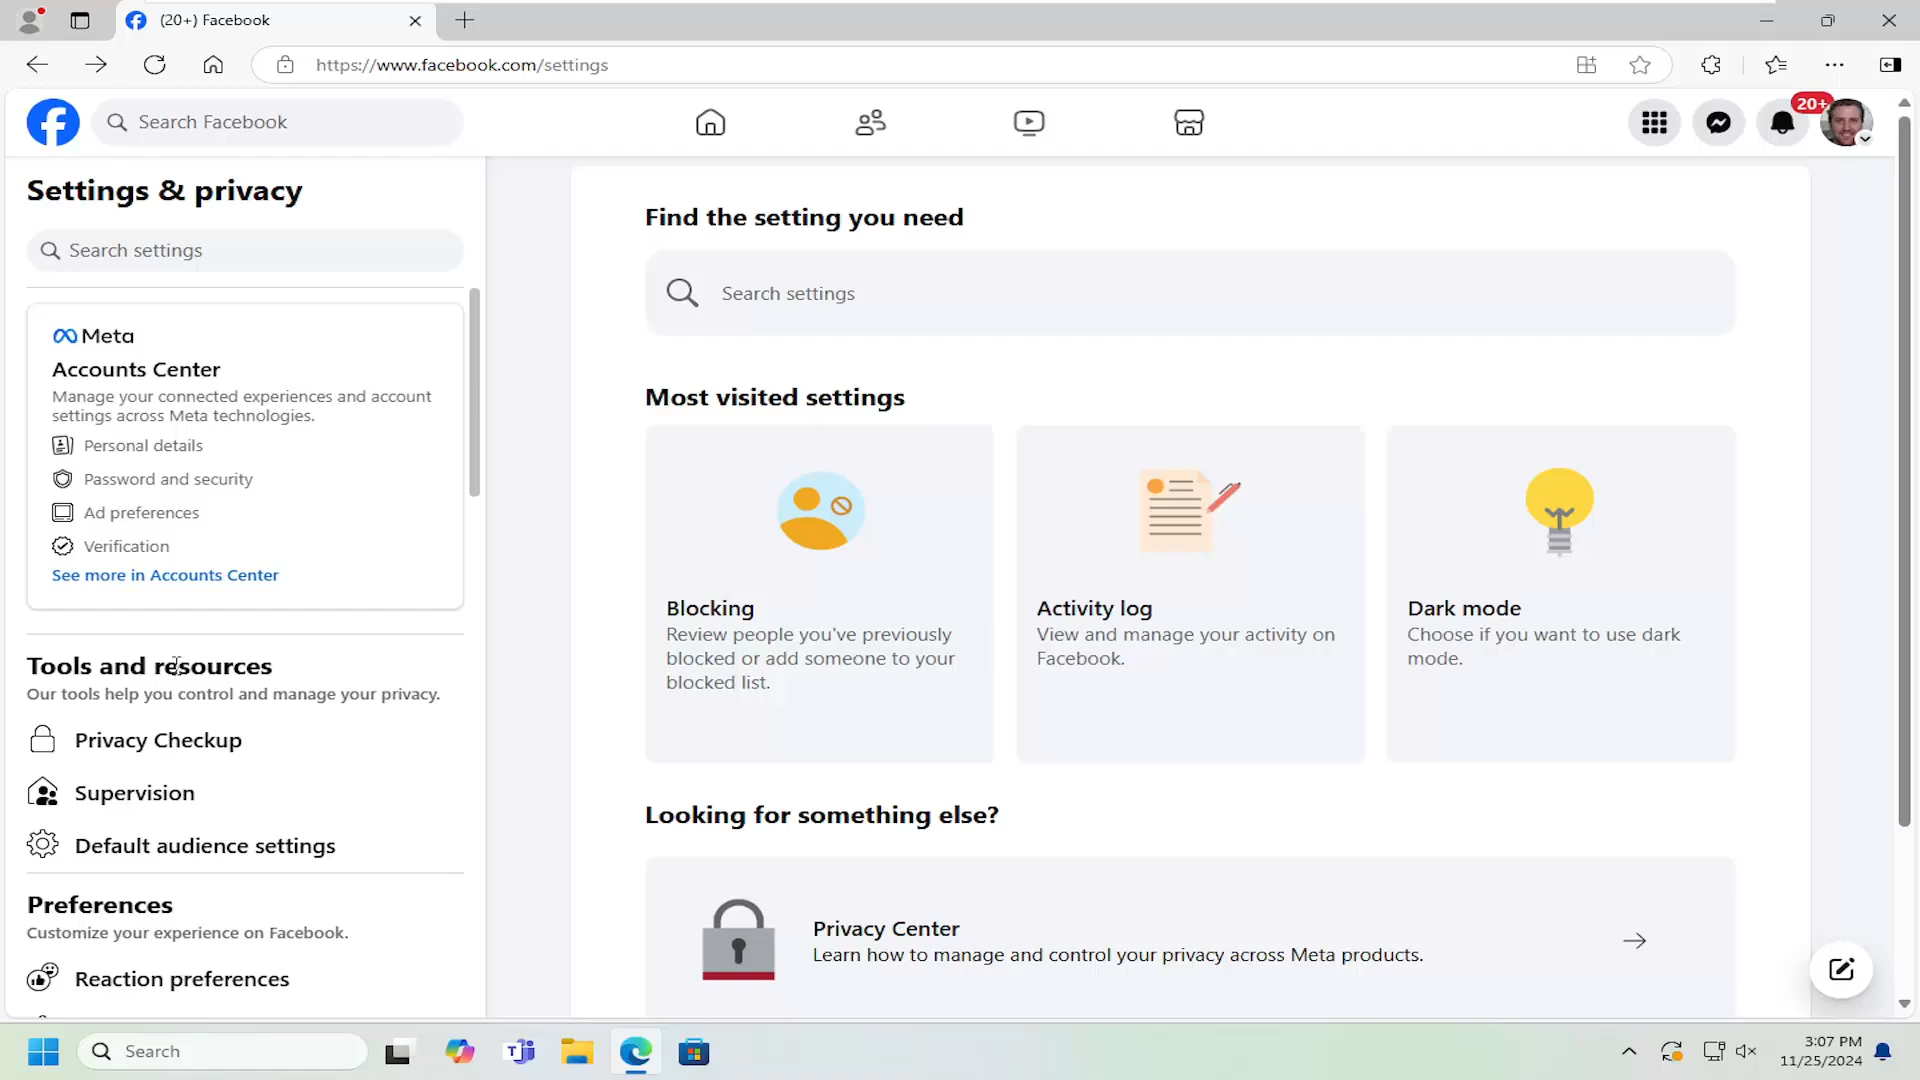 (20+) Facebook
https://www.facebook.com/settings
Search Facebook
20+
Settings & privacy
Search settings
Meta
Accounts Center
Manage your connected experiences and account
settings across Meta technologies.
Personal details
Password and security
Ad preferences
Verification
See more in Accounts Center
Tools and resources
Our tools help you control and manage your privacy.
Privacy Checkup
Supervision
Default audience settings
Preferences
Customize your experience on Facebook.
Reaction preferences
Find the setting you need
Search settings
Most visited settings
Blocking
Review people you've previously
blocked or add someone to your
blocked list.
Activity log
View and manage your activity on
Facebook.
Dark mode
Choose if you want to use dark
mode.
Looking for something else?
Privacy Center
Learn how to manage and control your privacy across Meta products.
Search
3:07 PM
11/25/2024